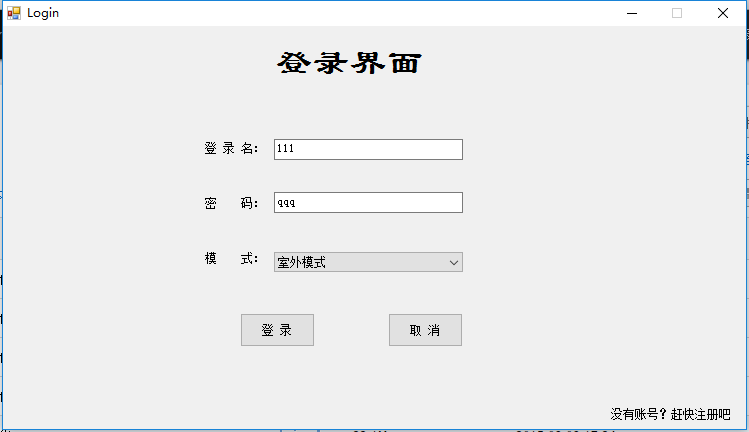 Login
登录界面
登 录 名： 111
密 码： qqq
模 式： 室外模式
登 录 取 消
没有账号？赶快注册吧